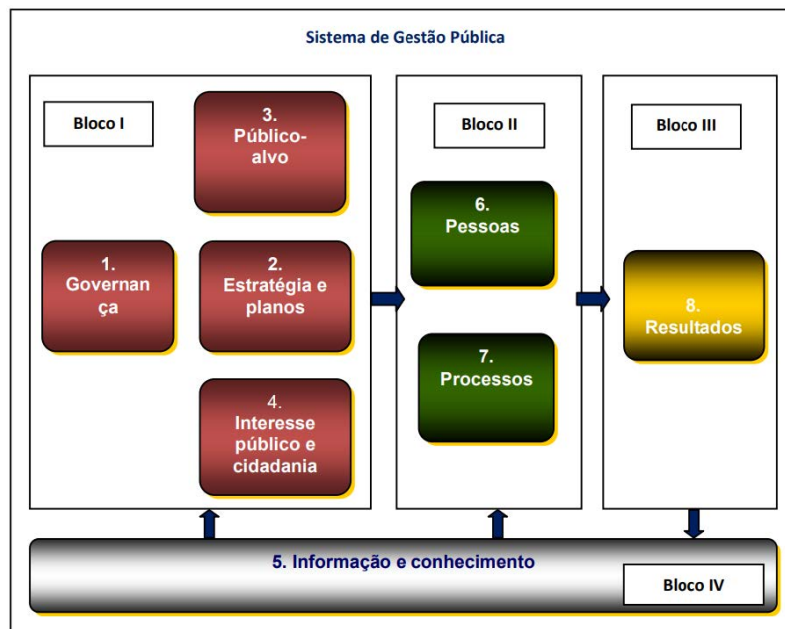 Sistema de Gestão Pública
Bloco I
3.
Público-
alvo
1.
Governan
ça
2.
Estratégia e
planos
4.
Interesse
público e
cidadania
Bloco II
6.
Pessoas
7.
Processos
Bloco III
8.
Resultados
5. Informação e conhecimento
Bloco IV